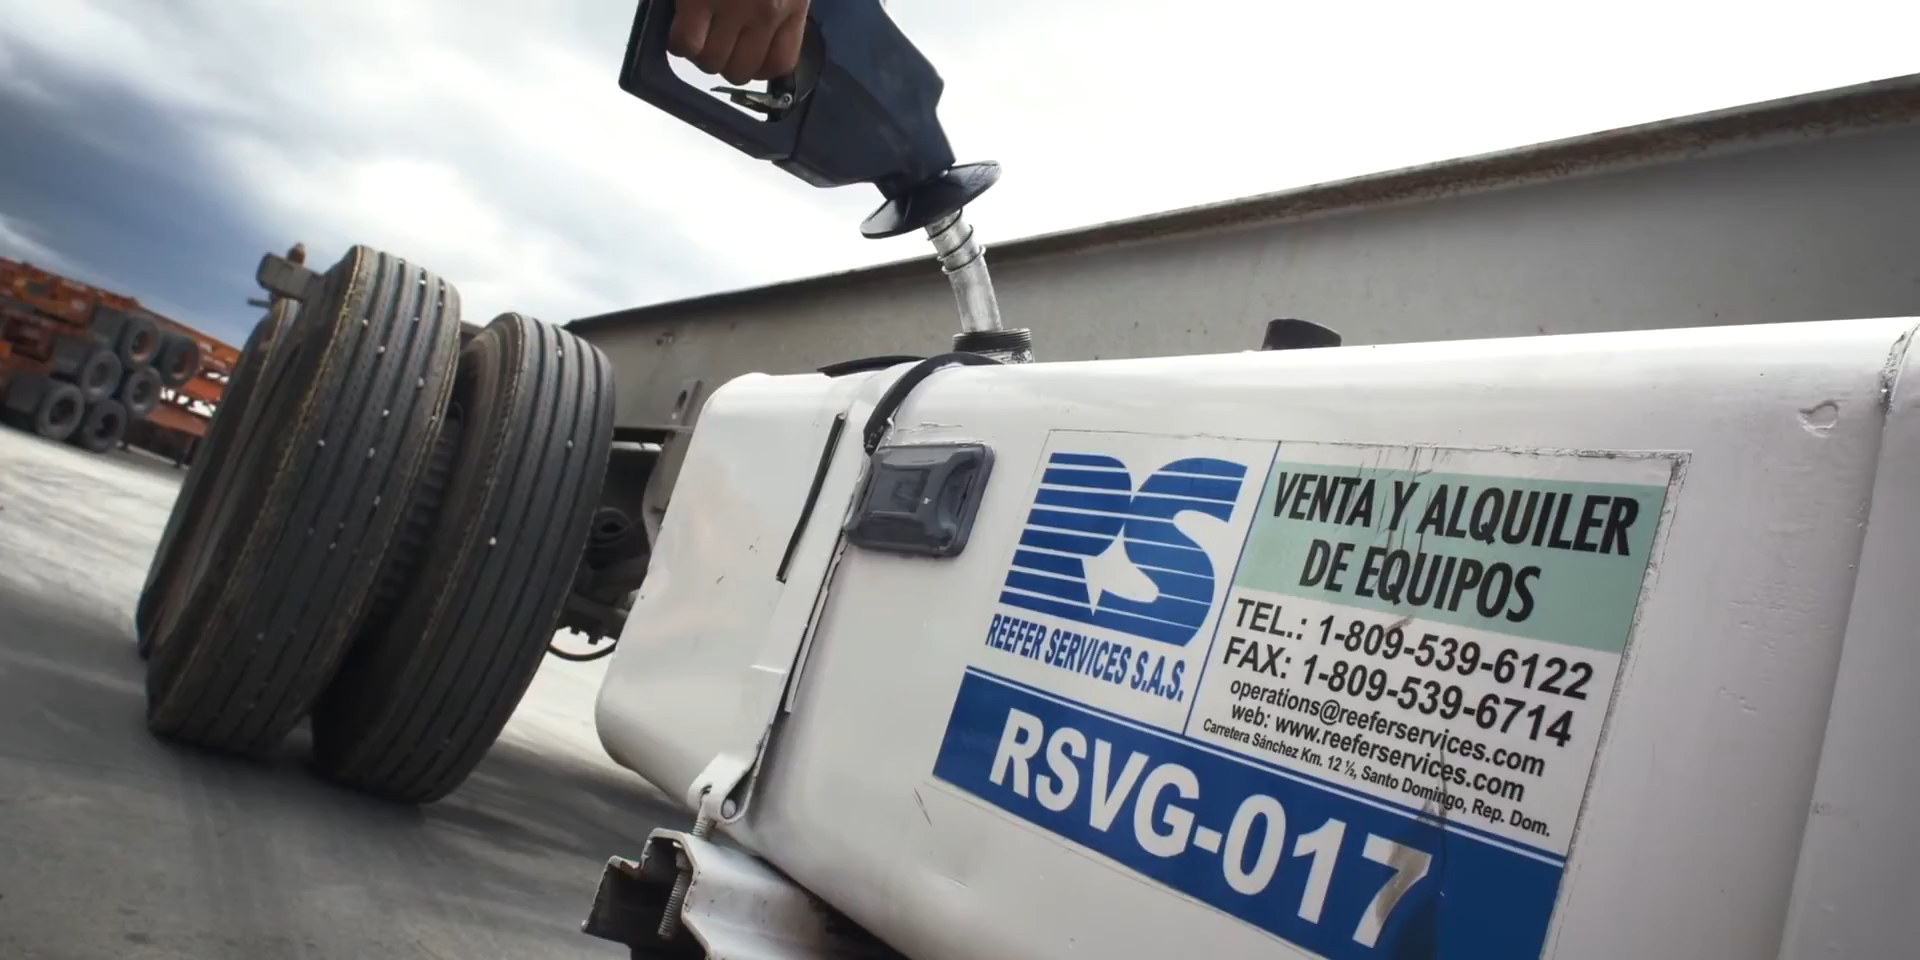 RS
REEFER SERVICES S.A.S.
VENTA Y ALQUILER
DE EQUIPOS
TEL.: 1-809-539-6122
FAX: 1-809-539-6714
operations@reeferservices.com
web: www.reeferservices.com
Carretera Sánchez Km. 12 ½, Santo Domingo, Rep. Dom.
RSVG-017